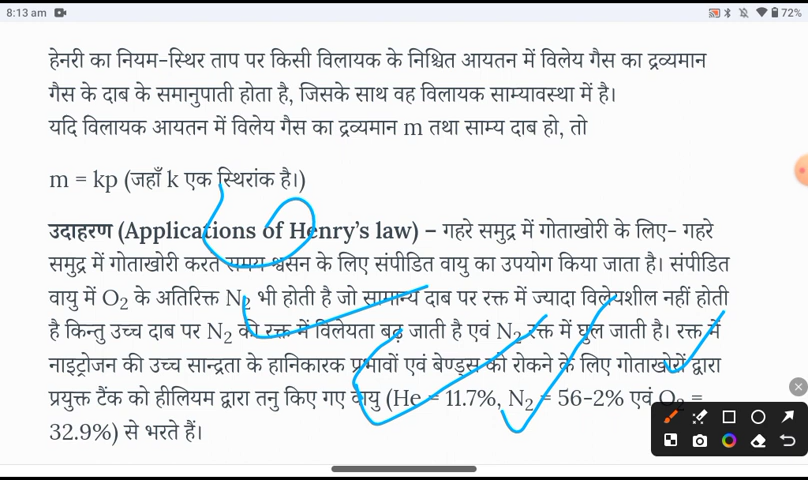 8:13 am
72%
हेनरी का नियम-स्थिर ताप पर किसी विलायक के निश्चित आयतन में विलेय गैस का द्रव्यमान
गैस के दाब के समानुपाती होता है, जिसके साथ वह विलायक साम्यावस्था में है।
यदि विलायक आयतन में विलेय गैस का द्रव्यमान m तथा साम्य दाब हो, तो
m = kp (जहाँ k एक स्थिरांक है।)
उदाहरण (Applications of Henry’s law) – गहरे समुद्र में गोताखोरी के लिए- गहरे
समुद्र में गोताखोरी करते समय श्वसन के लिए संपीडित वायु का उपयोग किया जाता है। संपीडित
वायु में O₂ के अतिरिक्त N₂ भी होती है जो सामान्य दाब पर रक्त में ज्यादा विलेयशील नहीं होती
है किन्तु उच्च दाब पर N₂ की रक्त में विलेयता बढ़ जाती है एवं N₂ रक्त में घुल जाती है। रक्त में
नाइट्रोजन की उच्च सान्द्रता के हानिकारक प्रभावों एवं बेण्ड्स को रोकने के लिए गोताखोरों द्वारा
प्रयुक्त टैंक को हीलियम द्वारा तनु किए गए वायु (He = 11.7%, N₂ = 56-2% एवं O₂ =
32.9%) से भरते हैं।